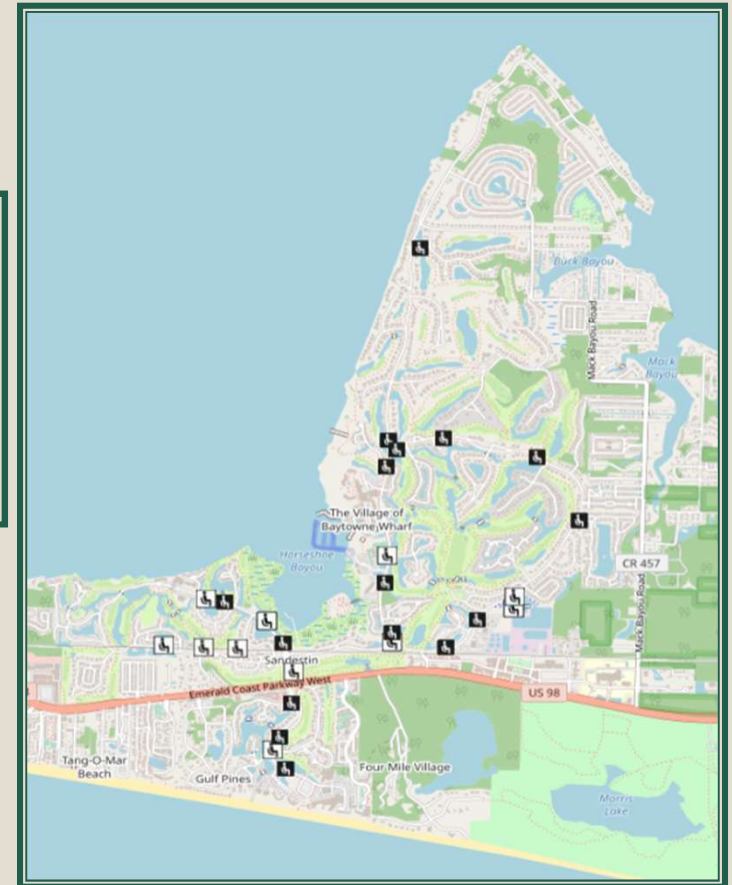 Buck Bayou
Mack Bayou Road
Mack
Bayou
The Village of
Baytowne Wharf
Horseshoe
Bayou
CR 457
Mack Bayou Road
Sandestin
Emerald Coast Parkway West
US 98
Tang-O-Mar
Beach
Gulf Pines
Four Mile Village
Morris
Lake